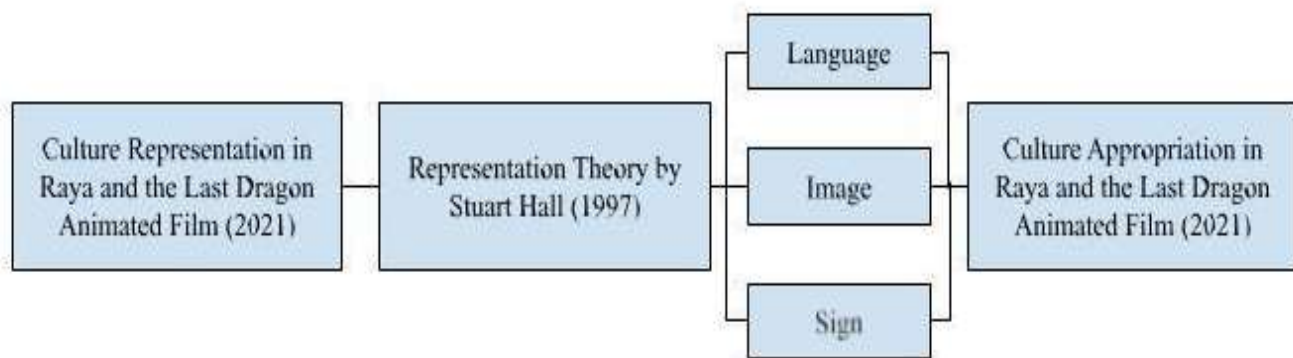 Culture Representation in
Raya and the Last Dragon
Animated Film (2021)
Representation Theory by
Stuart Hall (1997)
Language
Image
Sign
Culture Appropriation in
Raya and the Last Dragon
Animated Film (2021)